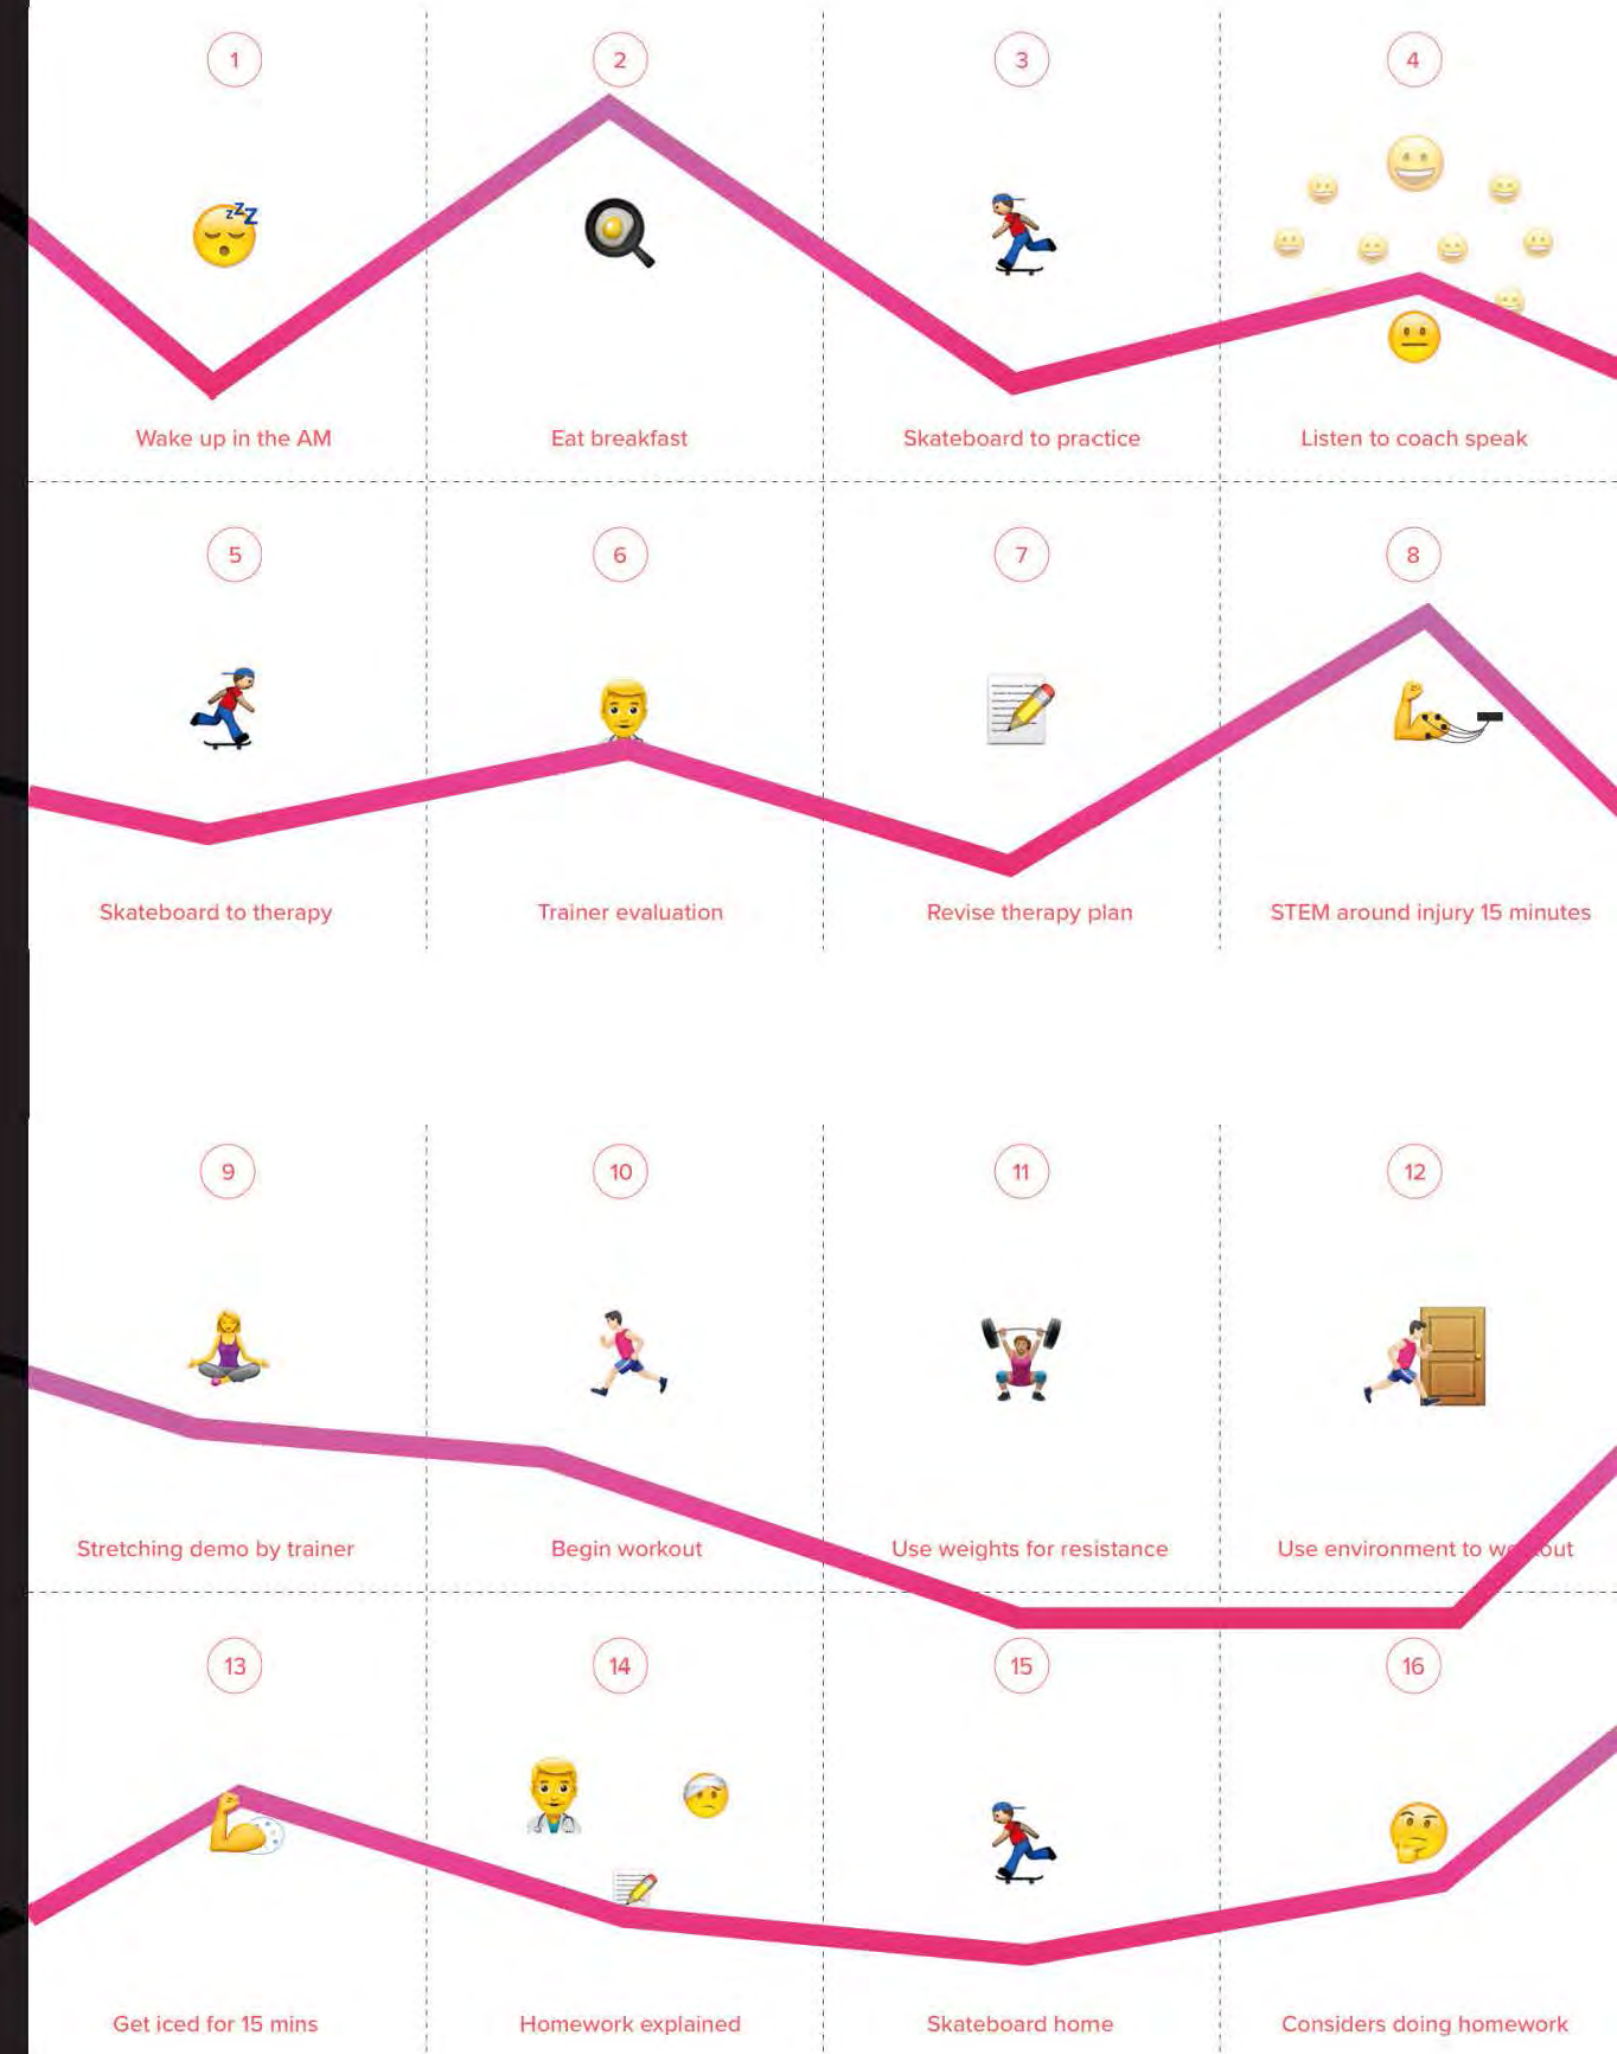 1
2
3
4
Wake up in the AM
Eat breakfast
Skateboard to practice
Listen to coach speak
5
6
7
8
Skateboard to therapy
Trainer evaluation
Revise therapy plan
STEM around injury 15 minutes
9
10
11
12
Stretching demo by trainer
Begin workout
Use weights for resistance
Use environment to workout
13
14
15
16
Get iced for 15 mins
Homework explained
Skateboard home
Considers doing homework